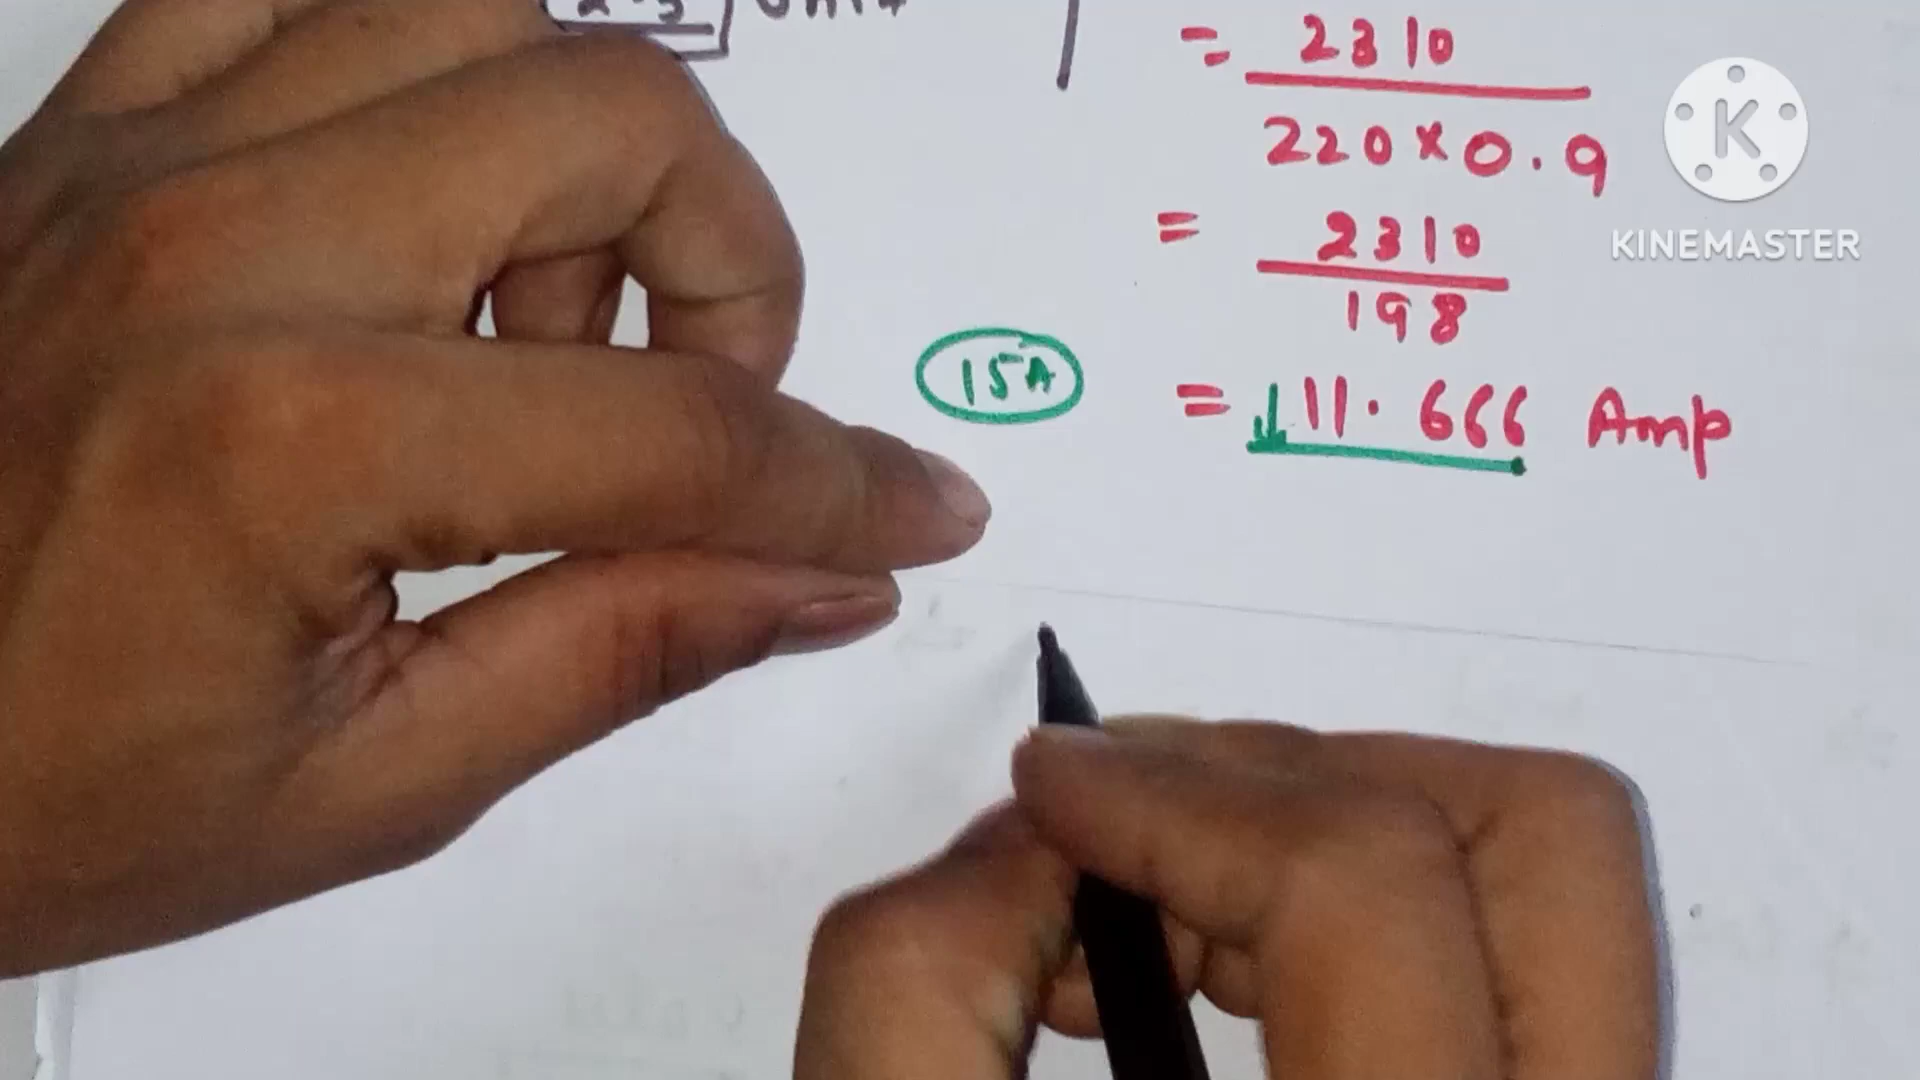 = 2310
220 × 0.9
= 2310
198
15A
= 11.666 Amp
K
KINEMASTER